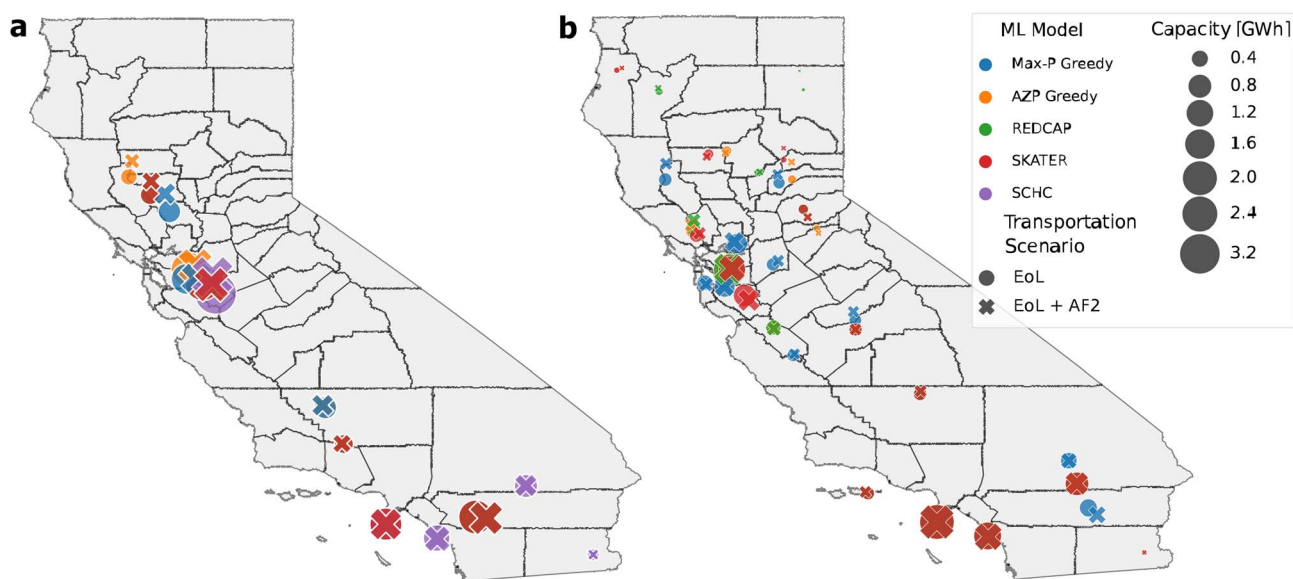 a
b
ML Model
Max-P Greedy
AZP Greedy
REDCAP
SKATER
SCHC
Transportation
Scenario
EoL
EoL + AF2
Capacity [GWh]
0.4
0.8
1.2
1.6
2.0
2.4
3.2